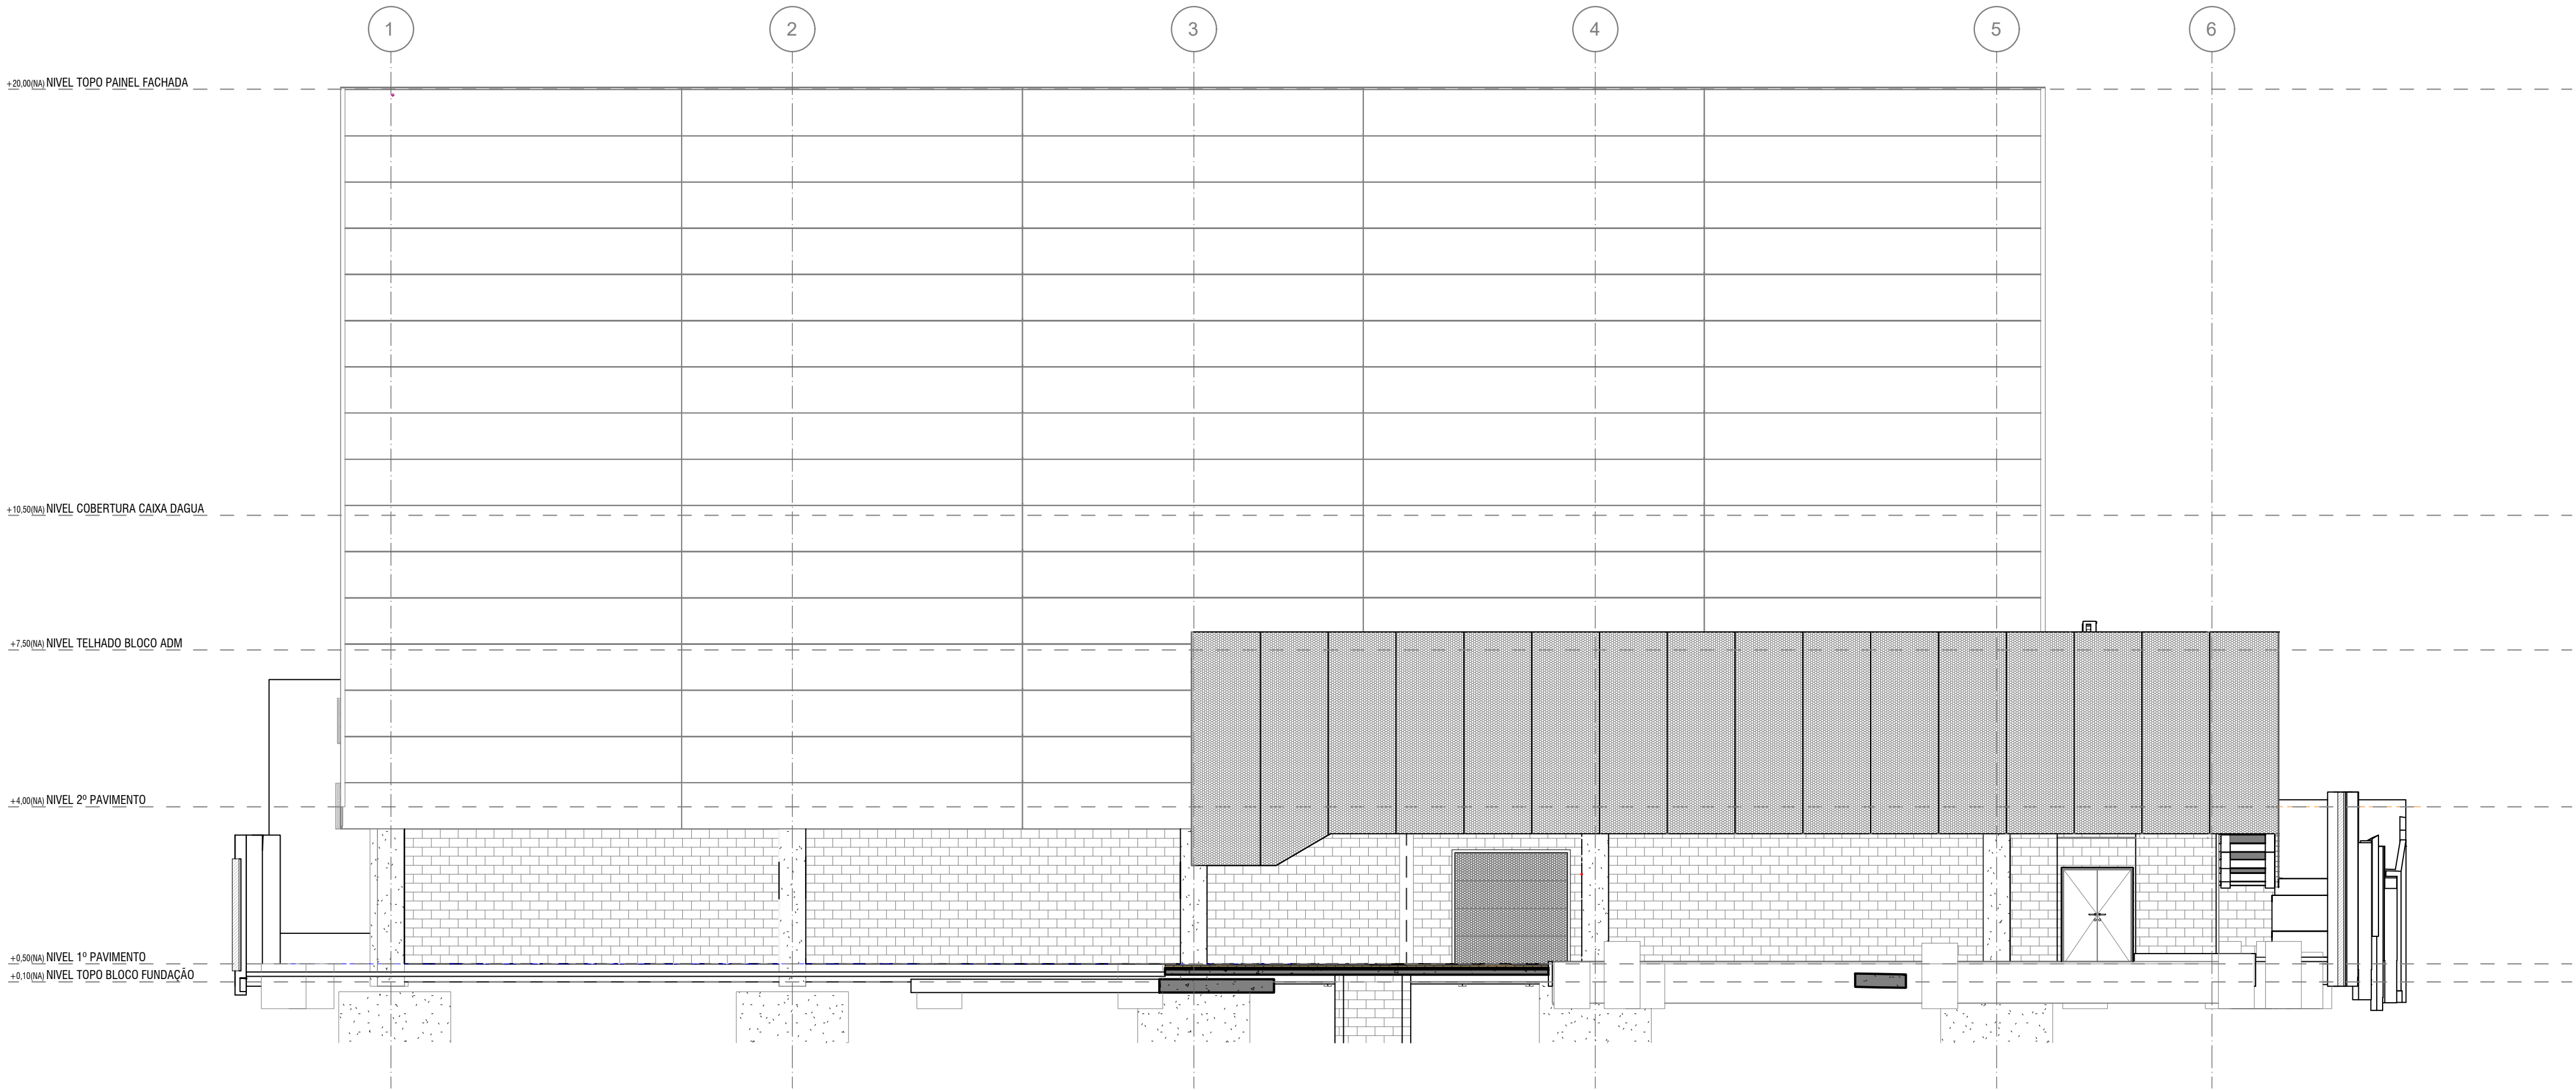 1 2 3 4 5 6
+20,00(NA) NIVEL TOPO PAINEL FACHADA
+10,50(NA) NIVEL COBERTURA CAIXA DAGUA
+7,50(NA) NIVEL TELHADO BLOCO ADM
+4,00(NA) NIVEL 2º PAVIMENTO
+0,50(NA) NIVEL 1º PAVIMENTO
+0,10(NA) NIVEL TOPO BLOCO FUNDAÇÃO